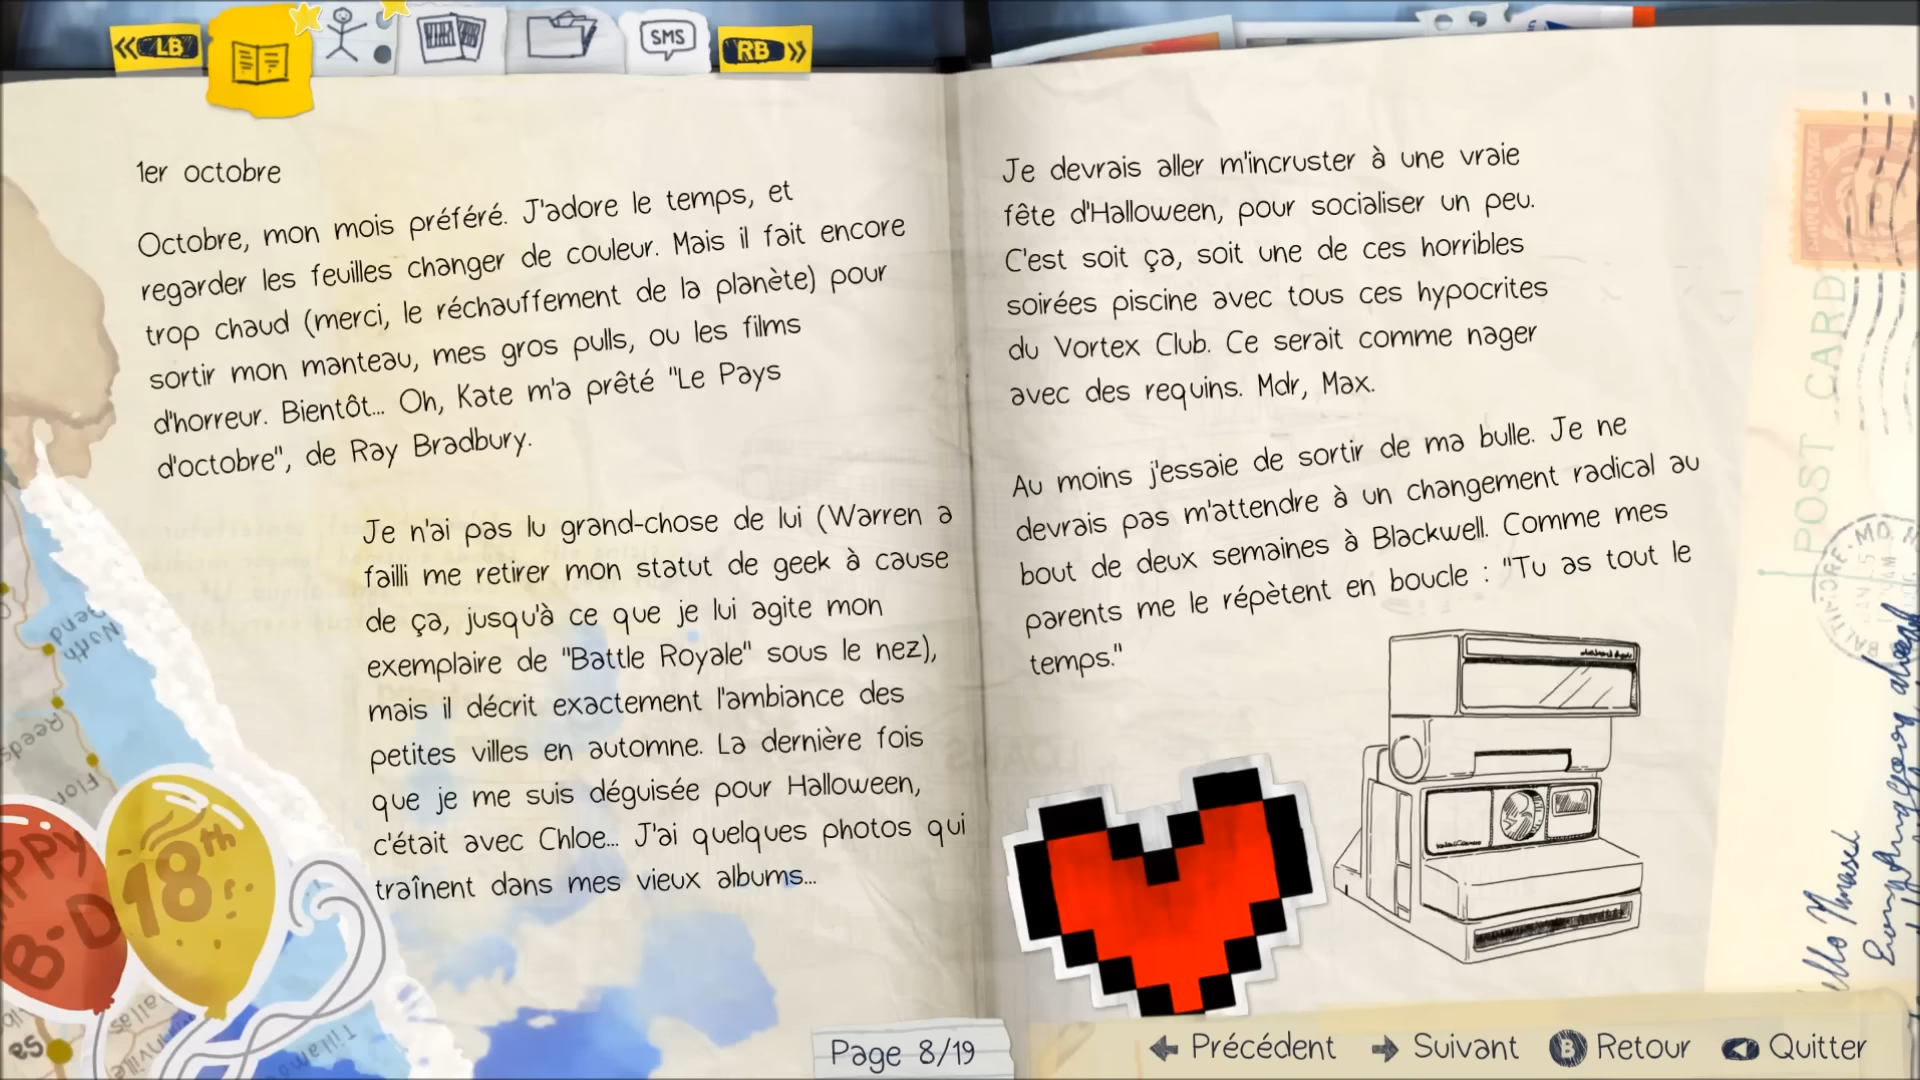 LB
SMS
RB
1er octobre
Octobre, mon mois préféré. J'adore le temps, et
regarder les feuilles changer de couleur. Mais il fait encore
trop chaud (merci, le réchauffement de la planète) pour
sortir mon manteau, mes gros pulls, ou les films
d'horreur. Bientôt... Oh, Kate m'a prêté "Le Pays
d'octobre", de Ray Bradbury.
Je n'ai pas lu grand-chose de lui (Warren a
failli me retirer mon statut de geek à cause
de ça, jusqu'à ce que je lui agite mon
exemplaire de "Battle Royale" sous le nez),
mais il décrit exactement l'ambiance des
petites villes en automne. La dernière fois
que je me suis déguisée pour Halloween,
c'était avec Chloe... J'ai quelques photos qui
traînent dans mes vieux albums...
Je devrais aller m'incruster à une vraie
fête d'Halloween, pour socialiser un peu.
C'est soit ça, soit une de ces horribles
soirées piscine avec tous ces hypocrites
du Vortex Club. Ce serait comme nager
avec des requins. Mdr, Max.
Au moins j'essaie de sortir de ma bulle. Je ne
devrais pas m'attendre à un changement radical au
bout de deux semaines à Blackwell. Comme mes
parents me le répètent en boucle : "Tu as tout le
temps."
North
Bend
18th
B-D
POST CARD
Page 8/19
Précédent
Suivant
B Retour
Quitter